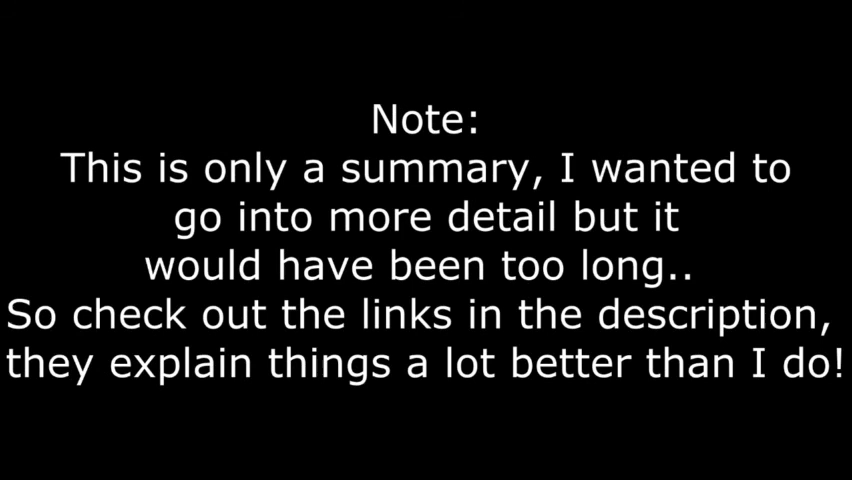 Note:
This is only a summary, I wanted to
go into more detail but it
would have been too long..
So check out the links in the description,
they explain things a lot better than I do!